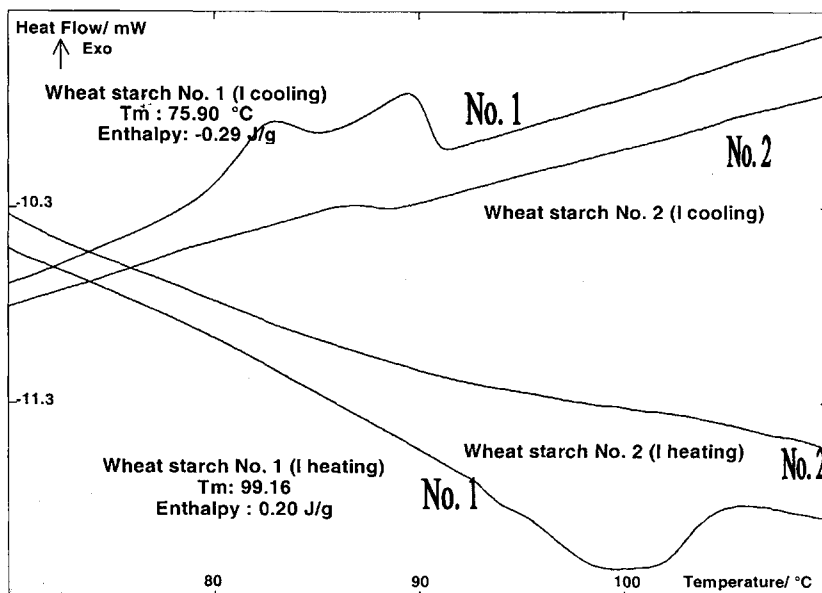 Heat Flow/ mW
Exo
Wheat starch No. 1 (I cooling)
Tm : 75.90 °C
Enthalpy: -0.29 J/g
No. 1
No. 2
-10.3
Wheat starch No. 2 (I cooling)
-11.3
Wheat starch No. 2 (I heating)
Wheat starch No. 1 (I heating)
Tm: 99.16
Enthalpy : 0.20 J/g
No. 1
No. 2
80
90
100
Temperature/ °C